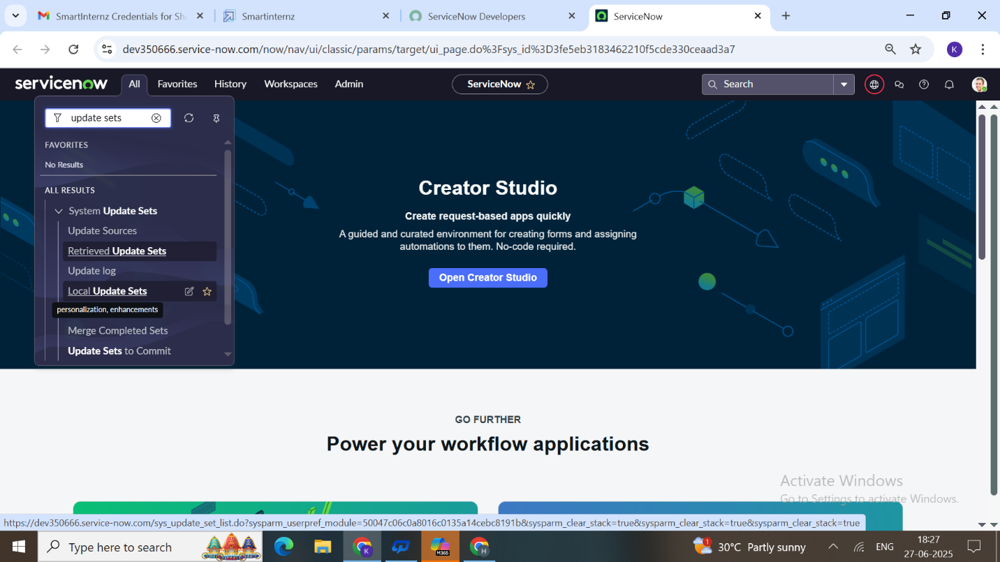 SmartInternz Credentials for Sh
Smartinternz
ServiceNow Developers
ServiceNow
dev350666.service-now.com/now/nav/ui/classic/params/target/ui_page.do%3Fsys_id%3D3fe5eb3183462210f5cde330ceaad3a7
K
servicenow
All
Favorites
History
Workspaces
Admin
ServiceNow
Search
update sets
FAVORITES
No Results
ALL RESULTS
System Update Sets
Update Sources
Retrieved Update Sets
Update log
Local Update Sets
personalization, enhancements
Merge Completed Sets
Update Sets to Commit
Creator Studio
Create request-based apps quickly
A guided and curated environment for creating forms and assigning
automations to them. No-code required.
Open Creator Studio
GO FURTHER
Power your workflow applications
Activate Windows
Go to Settings to activate Windows.
https://dev350666.service-now.com/sys_update_set_list.do?sysparm_userpref_module=50047c06c0a8016c0135a14cebc8191b&sysparm_clear_stack=true&sysparm_clear_stack=true&sysparm_clear_stack=true
Type here to search
K
M365
H
1
30°C Partly sunny
ENG
18:27
27-06-2025